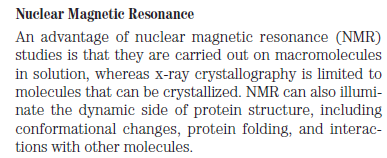 Nuclear Magnetic Resonance
An advantage of nuclear magnetic resonance (NMR)
studies is that they are carried out on macromolecules
in solution, whereas x-ray crystallography is limited to
molecules that can be crystallized. NMR can also illumi-
nate the dynamic side of protein structure, including
conformational changes, protein folding, and interac-
tions with other molecules.